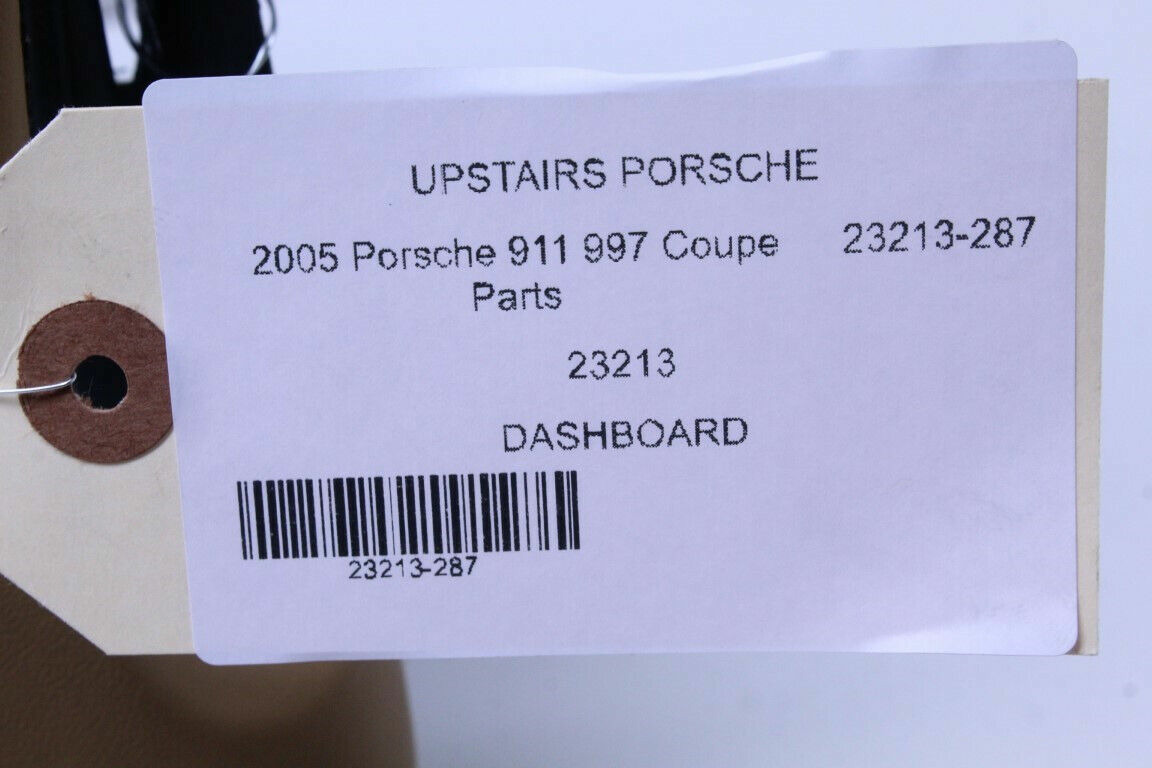 UPSTAIRS PORSCHE
2005 Porsche 911 997 Coupe 23213-287
Parts
23213
DASHBOARD
23213-287